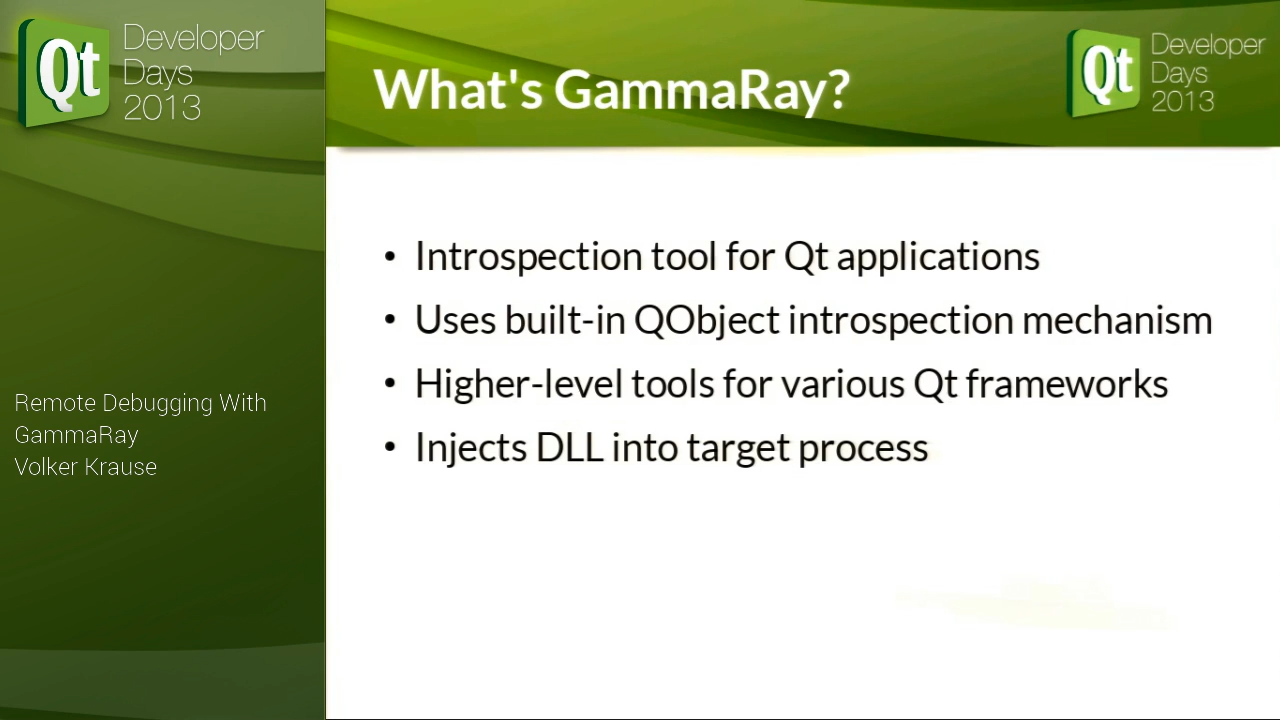 Qt Developer
Days
2013
Remote Debugging With
GammaRay
Volker Krause
What's GammaRay?
Qt Developer
Days
2013
• Introspection tool for Qt applications
• Uses built-in QObject introspection mechanism
• Higher-level tools for various Qt frameworks
• Injects DLL into target process